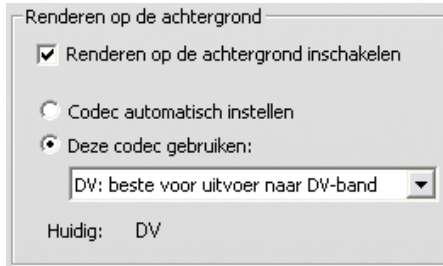 Renderen op de achtergrond
Renderen op de achtergrond inschakelen
Codec automatisch instellen
Deze codec gebruiken:
DV: beste voor uitvoer naar DV-band
Huidig: DV